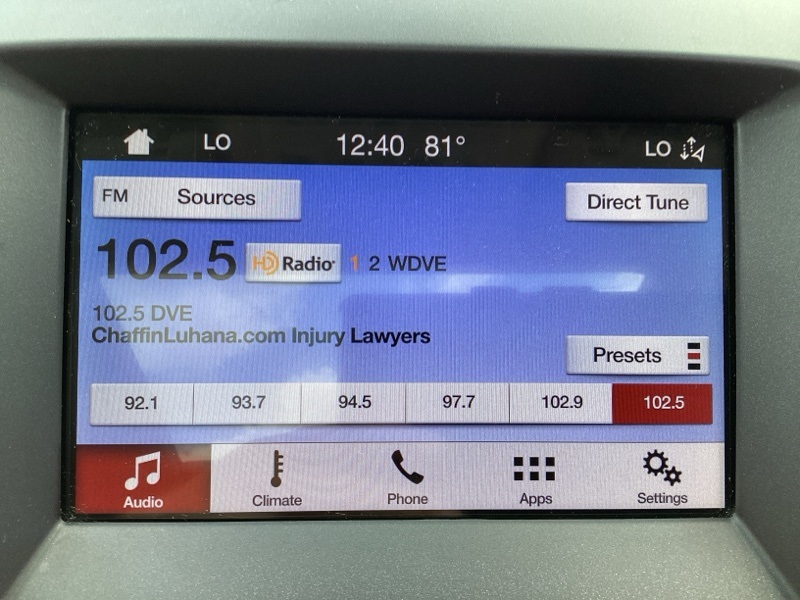 LO 12:40 81° LO
FM Sources Direct Tune
102.5 HD Radio 1 2 WDVE
102.5 DVE
ChaffinLuhana.com Injury Lawyers
Presets
92.1 93.7 94.5 97.7 102.9 102.5
Audio Climate Phone Apps Settings